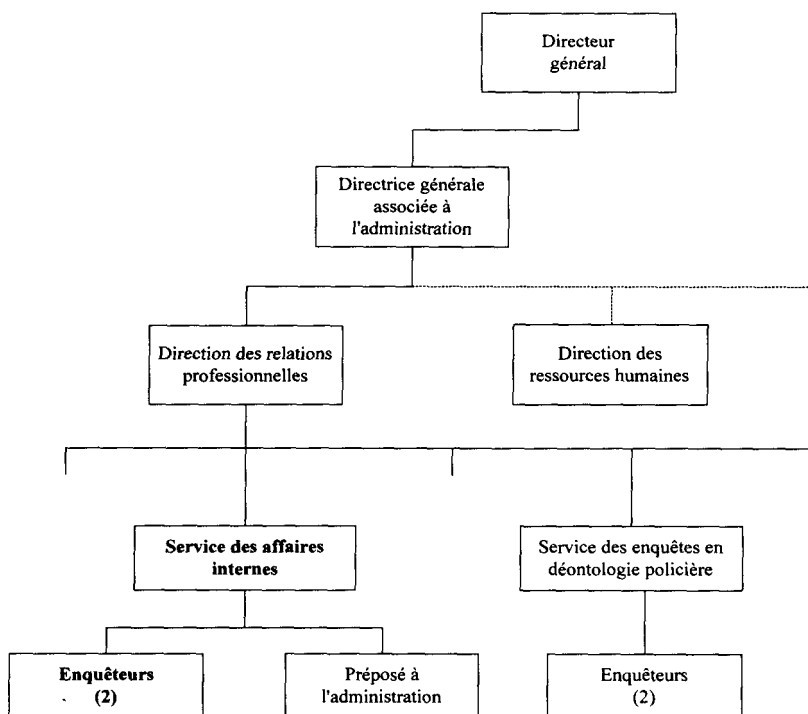 Directeur
général
Directrice générale
associée à
l'administration
Direction des relations
professionnelles
Direction des
ressources humaines
Service des affaires
internes
Service des enquêtes en
déontologie policière
Enquêteurs
(2)
Préposé à
l'administration
Enquêteurs
(2)